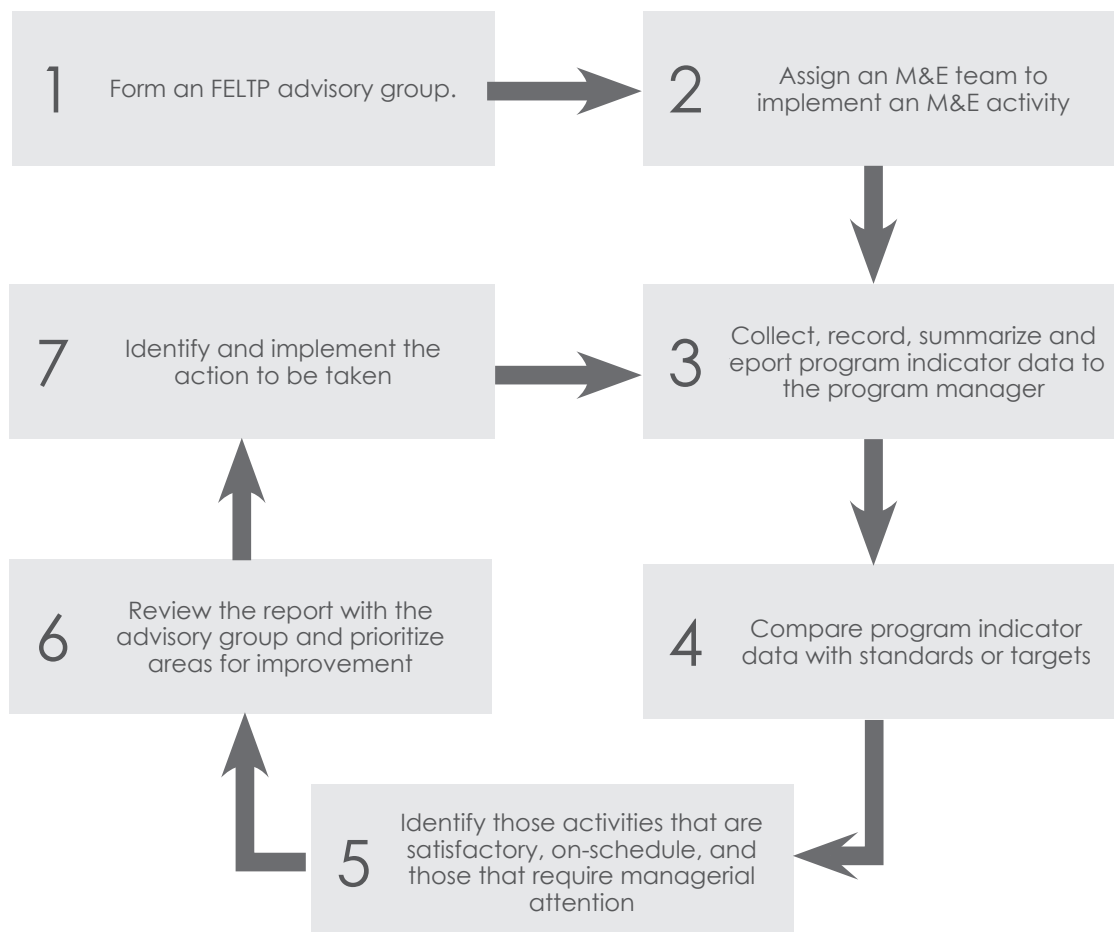 1
Form an FELTP advisory group.
2
Assign an M&E team to
implement an M&E activity
3
Collect, record, summarize and
eport program indicator data to
the program manager
4
Compare program indicator
data with standards or targets
5
Identify those activities that are
satisfactory, on-schedule, and
those that require managerial
attention
6
Review the report with the
advisory group and prioritize
areas for improvement
7
Identify and implement the
action to be taken